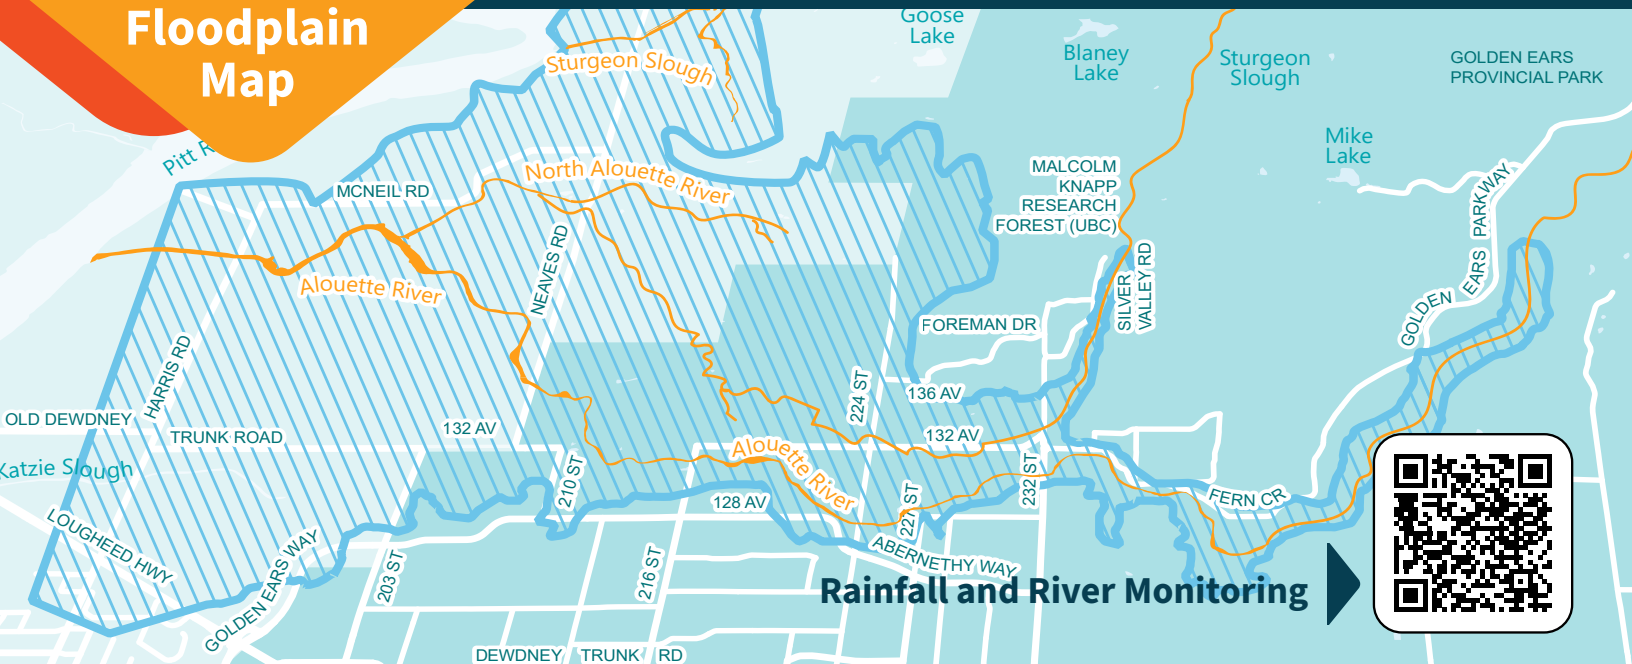 Floodplain
Map
Goose
Lake
Blaney
Lake
Sturgeon
Slough
GOLDEN EARS
PROVINCIAL PARK
Sturgeon Slough
Mike
Lake
Pitt
MCNEIL RD
North Alouette River
MALCOLM
KNAPP
RESEARCH
FOREST (UBC)
GOLDEN EARS PARKWAY
Alouette River
NEAVES RD
SILVER
VALLEY RD
FOREMAN DR
HARRIS RD
224 ST
136 AV
OLD DEWDNEY
TRUNK ROAD
132 AV
132 AV
Katzie Slough
Alouette River
210 ST
128 AV
227 ST
232 ST
FERN CR
LOUGHEED HWY
GOLDEN EARS WAY
203 ST
216 ST
ABERNETHY WAY
Rainfall and River Monitoring
DEWDNEY TRUNK RD